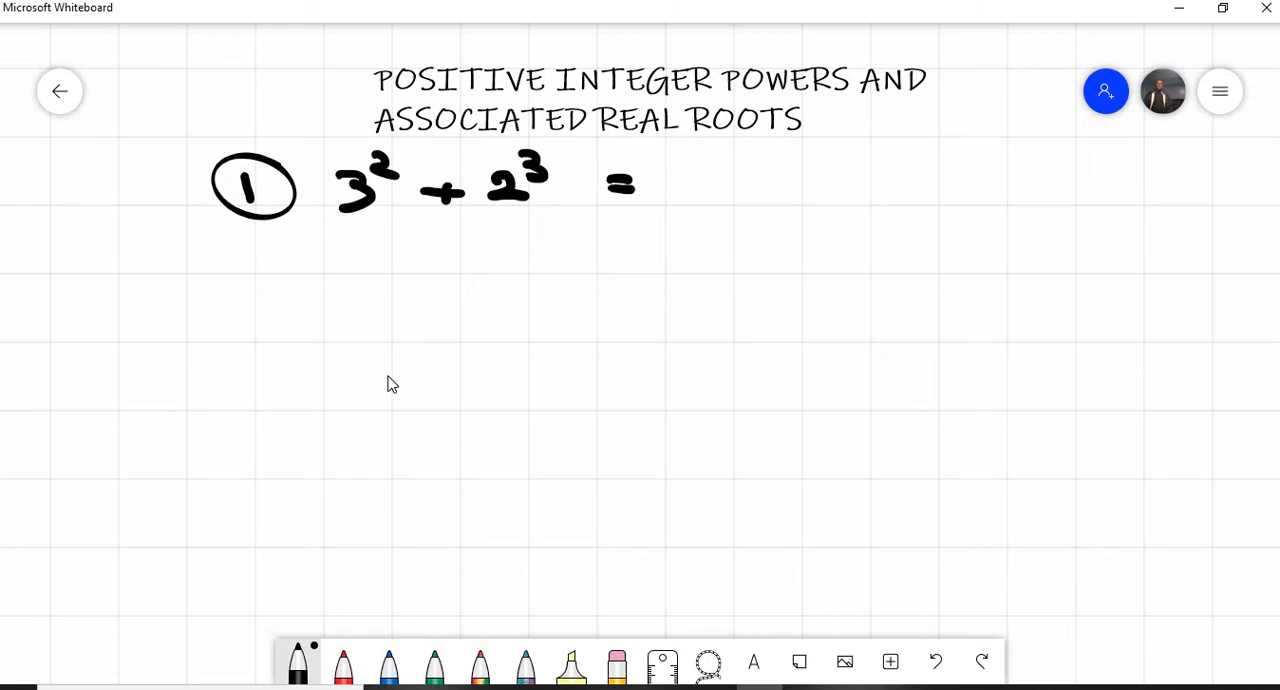 Microsoft Whiteboard
POSITIVE INTEGER POWERS AND
ASSOCIATED REAL ROOTS
① 3² + 2³ =
A